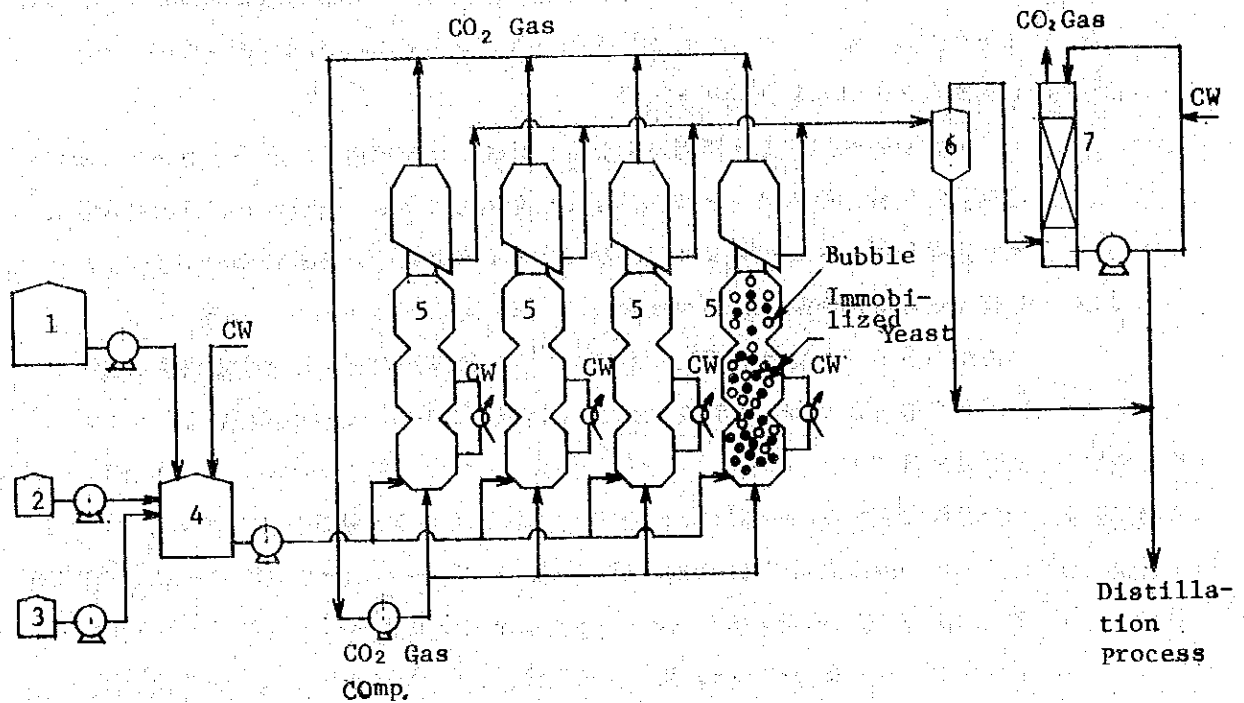 CO₂ Gas
CO₂ Gas
CW
6
7
Bubble
Immobi-
lized
Yeast
1
CW
5
5
5
5
CW
CW
CW
CW
2
4
3
CO₂ Gas
COmp.
Distilla-
tion
Process